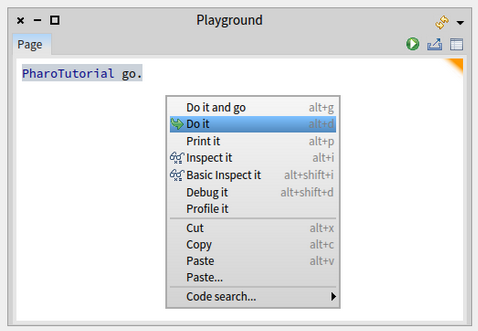 Playground
Page
PharoTutorial go.
Do it and go alt+g
Do it alt+d
Print it alt+p
Inspect it alt+i
Basic Inspect it alt+shift+i
Debug it alt+shift+d
Profile it
Cut alt+x
Copy alt+c
Paste alt+v
Paste...
Code search...